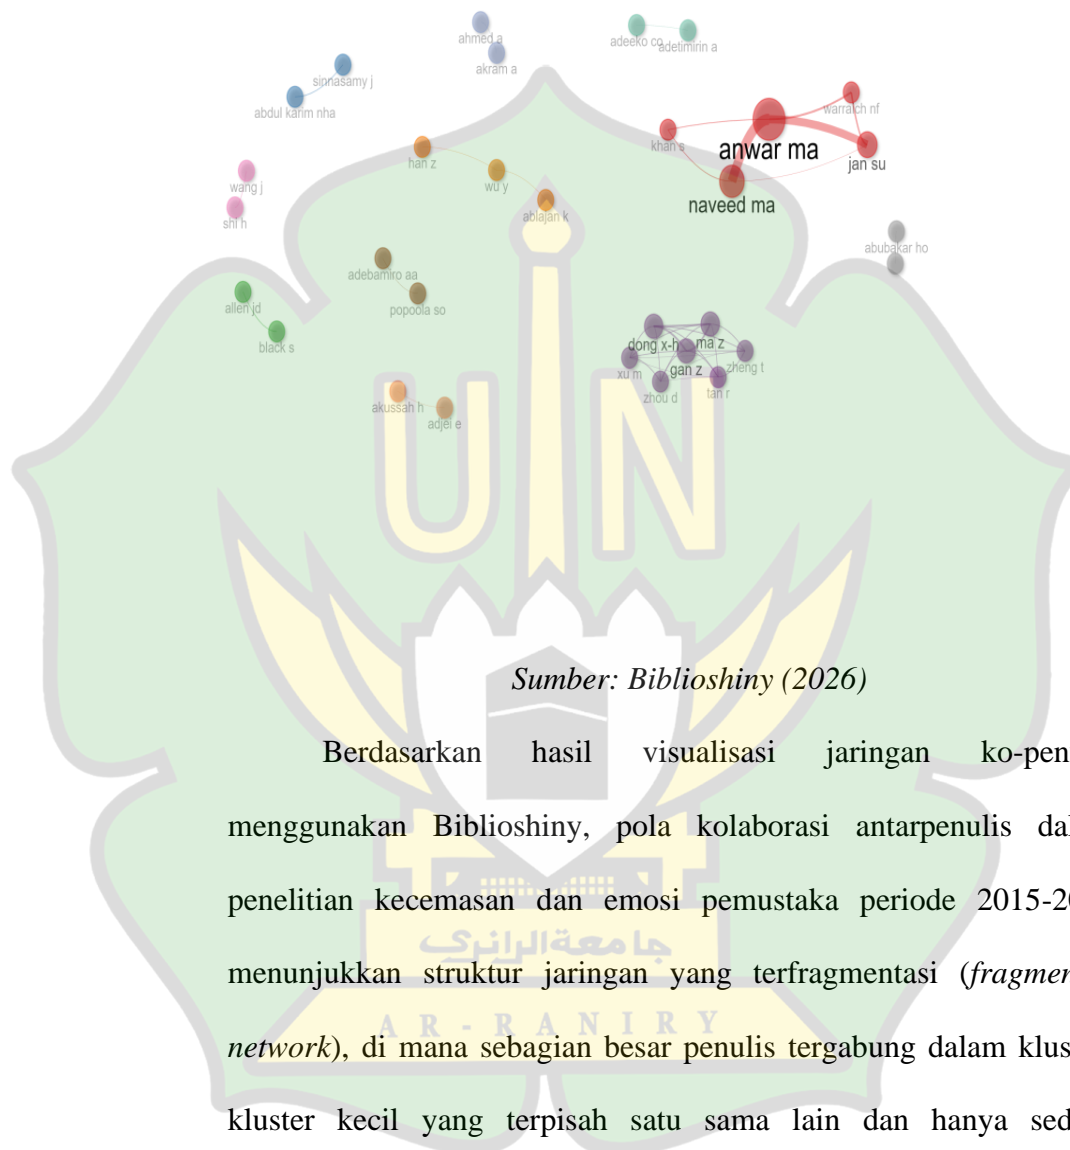 ahmed a
akram a
adeeko co
adetimirin a
sinnasamy j
abdul karim nha
warraich nf
khan s
anwar ma
jan su
naveed ma
han z
wu y
ablajan k
wang j
shi h
abubakar ho
adebamiro aa
popoola so
allen jd
black s
dong x-h
ma z
xu m
gan z
zheng t
zhou d
tan r
akussah h
adjei e
UIN
Sumber: Biblioshiny (2026)
Berdasarkan hasil visualisasi jaringan ko-pen
menggunakan Biblioshiny, pola kolaborasi antarpenulis dal
penelitian kecemasan dan emosi pemustaka periode 2015-20
جامعةالرانري
menunjukkan struktur jaringan yang terfragmentasi (fragmen
AR-RANIRY
network), di mana sebagian besar penulis tergabung dalam klus
kluster kecil yang terpisah satu sama lain dan hanya sed